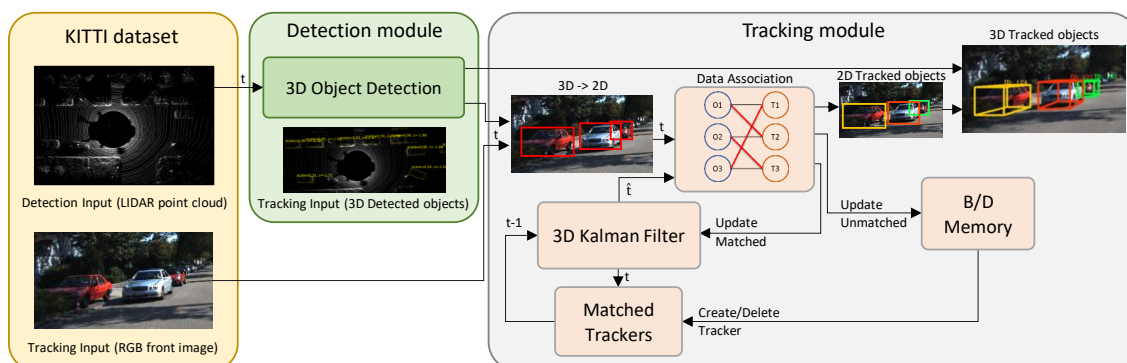 KITTI dataset
Detection Input (LIDAR point cloud)
Tracking Input (RGB front image)
t
Detection module
3D Object Detection
Tracking Input (3D Detected objects)
t
Tracking module
3D -> 2D
t
Data Association
O1
T1
O2
T2
O3
T3
2D Tracked objects
3D Tracked objects
t̂
t-1
3D Kalman Filter
Update
Matched
Update
Unmatched
B/D
Memory
t
Matched
Trackers
Create/Delete
Tracker